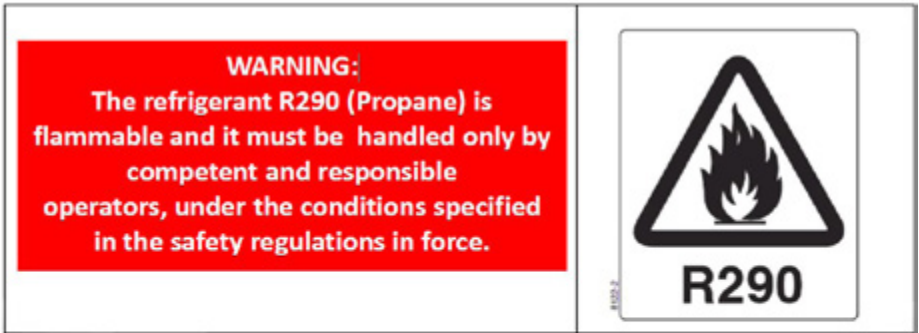 WARNING:
The refrigerant R290 (Propane) is
flammable and it must be handled only by
competent and responsible
operators, under the conditions specified
in the safety regulations in force.
R290